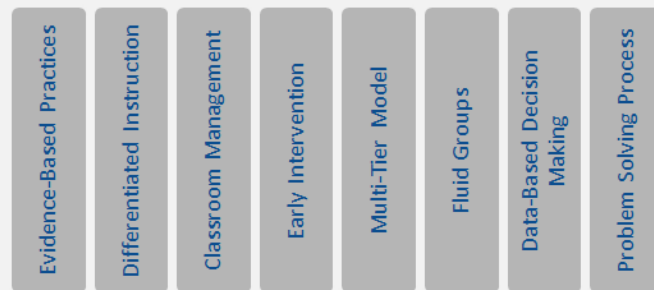 Evidence-Based Practices
Differentiated Instruction
Classroom Management
Early Intervention
Multi-Tier Model
Fluid Groups
Data-Based Decision
Making
Problem Solving Process